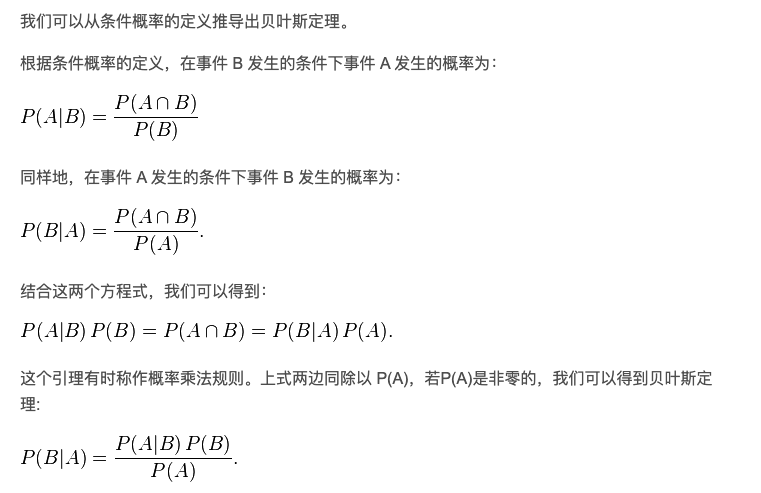 我们可以从条件概率的定义推导出贝叶斯定理。
根据条件概率的定义，在事件 B 发生的条件下事件 A 发生的概率为：
P(A|B) = P(A ∩ B) / P(B)
同样地，在事件 A 发生的条件下事件 B 发生的概率为：
P(B|A) = P(A ∩ B) / P(A).
结合这两个方程式，我们可以得到：
P(A|B) P(B) = P(A ∩ B) = P(B|A) P(A).
这个引理有时称作概率乘法规则。上式两边同除以 P(A)，若P(A)是非零的，我们可以得到贝叶斯定
理:
P(B|A) = P(A|B) P(B) / P(A).